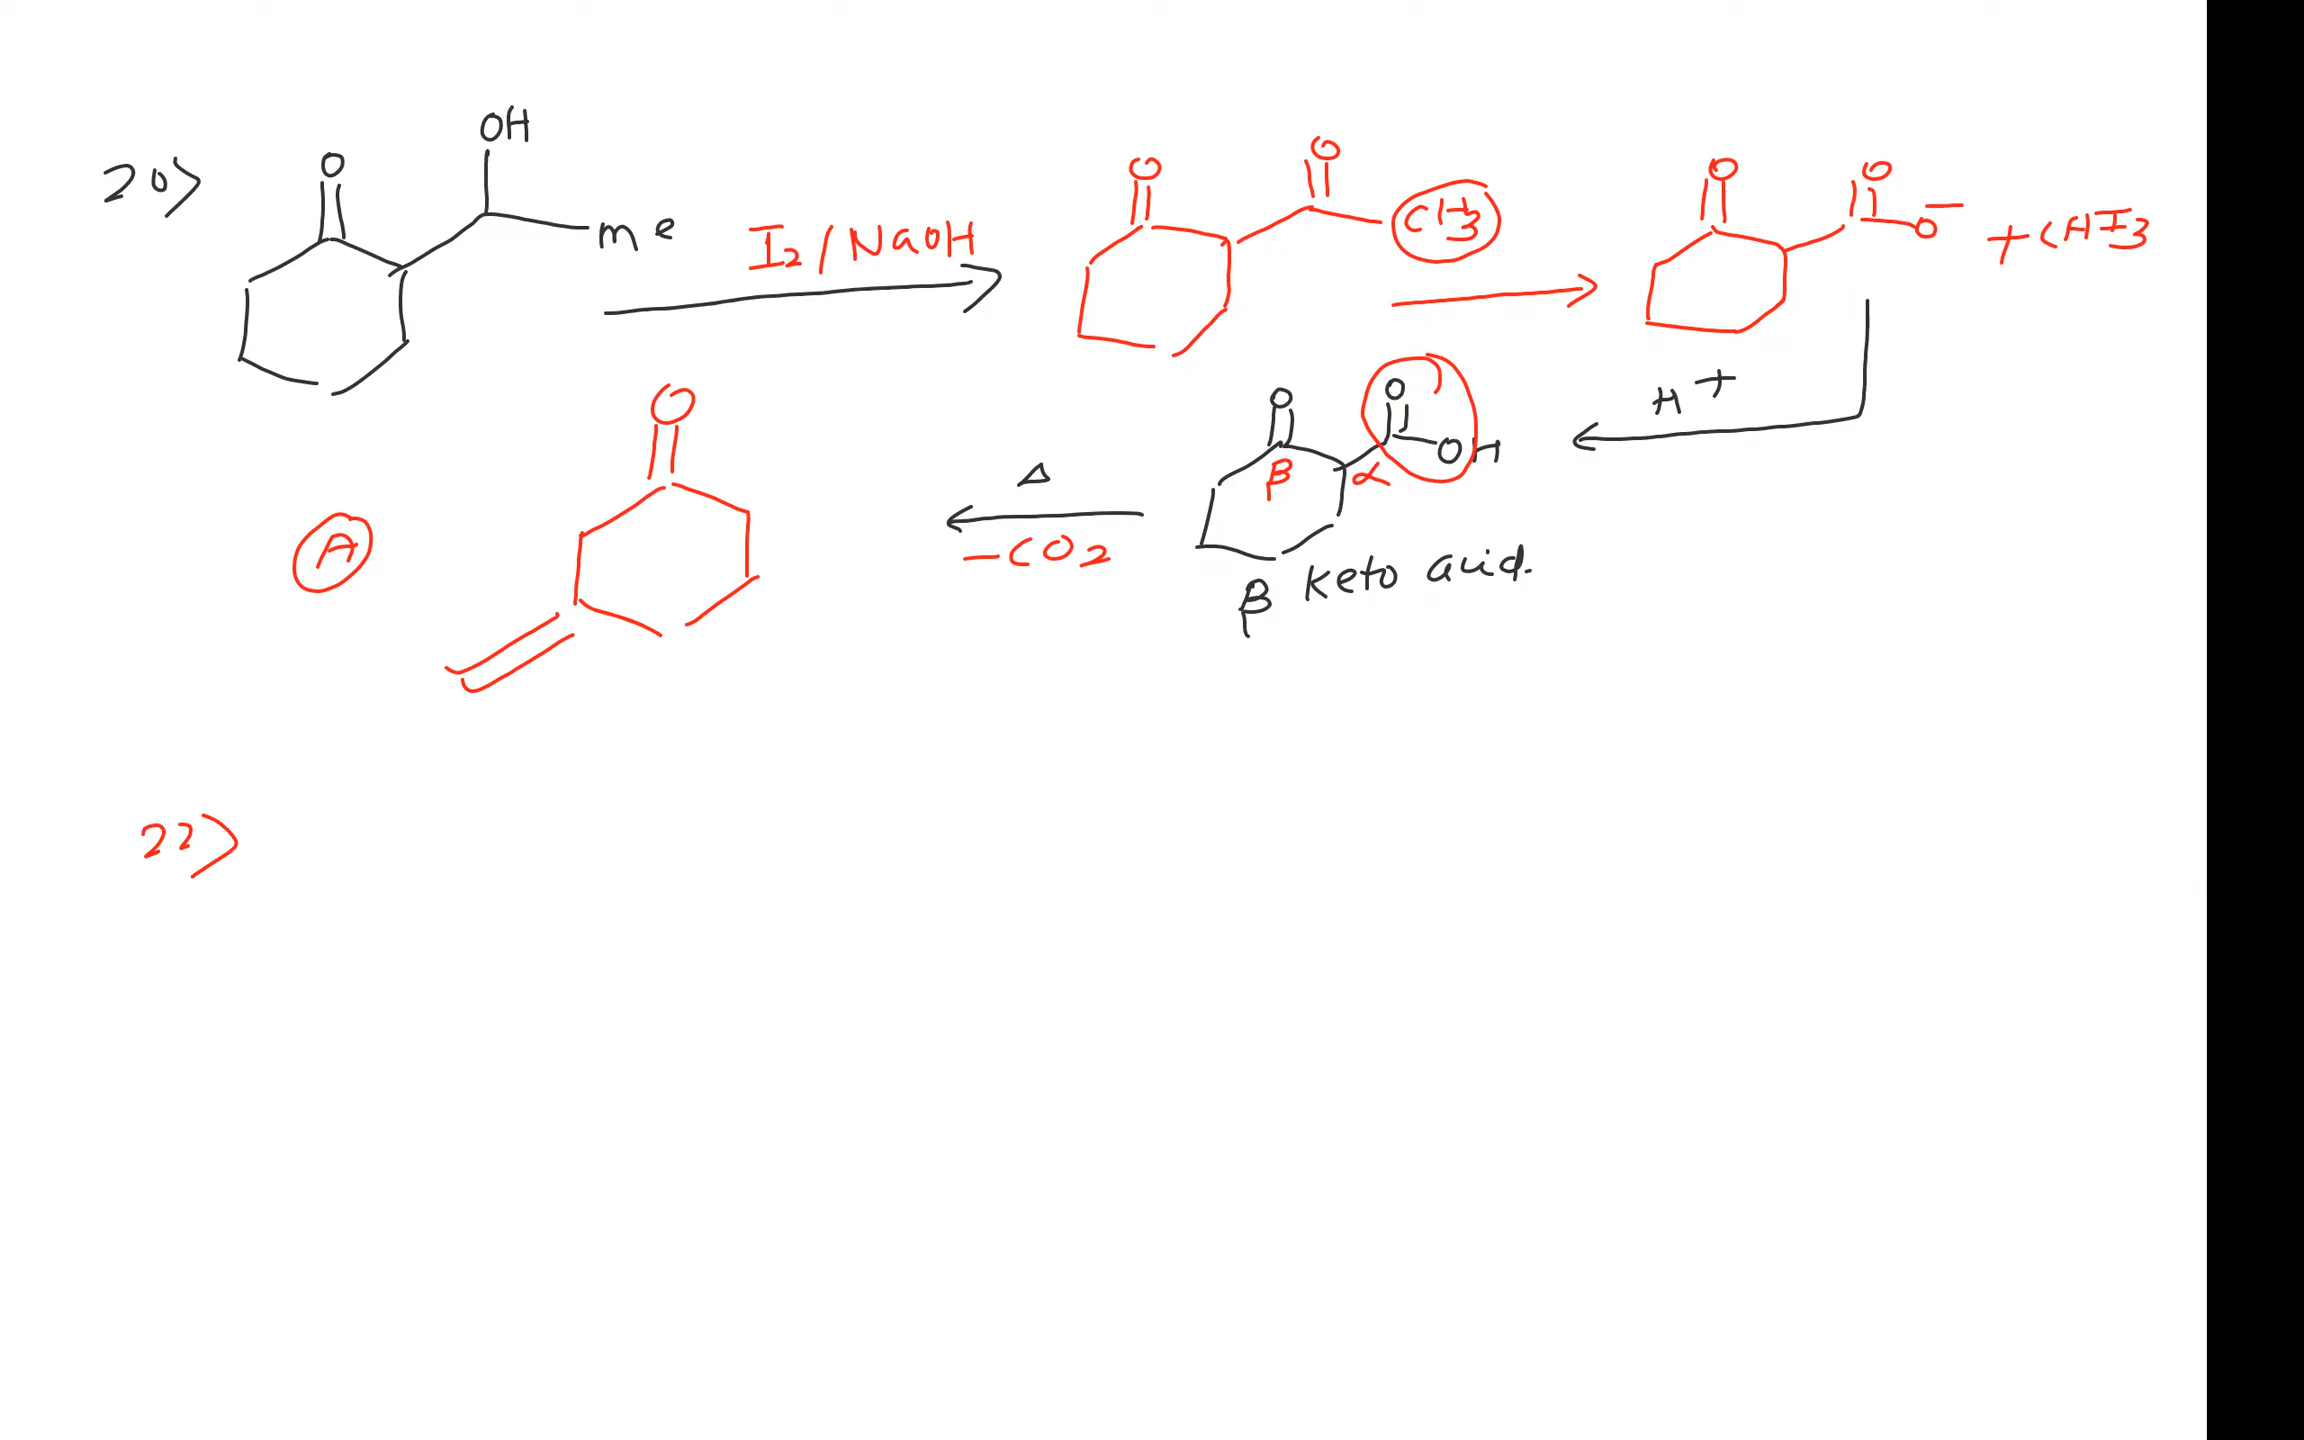 20>
O OH
me
I2/NaOH
O O
CH3
O O
O- + CHI3
H+
O O
OH
β α
β keto acid.
Δ
-CO2
O
A
22>